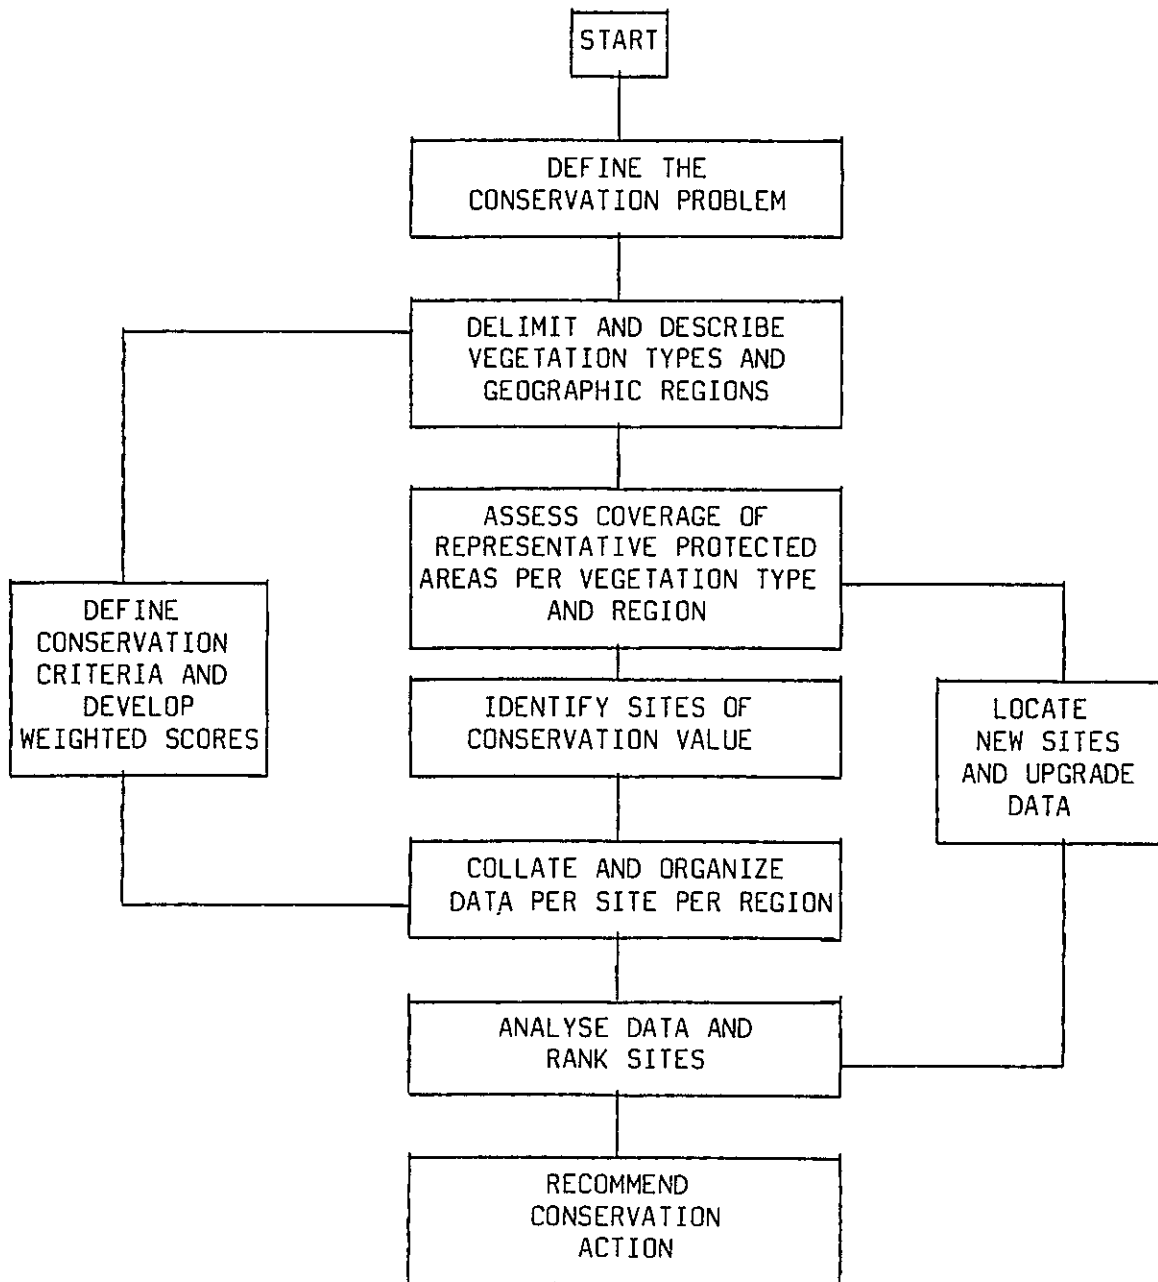 START
DEFINE THE
CONSERVATION PROBLEM
DELIMIT AND DESCRIBE
VEGETATION TYPES AND
GEOGRAPHIC REGIONS
ASSESS COVERAGE OF
REPRESENTATIVE PROTECTED
AREAS PER VEGETATION TYPE
AND REGION
DEFINE
CONSERVATION
CRITERIA AND
DEVELOP
WEIGHTED SCORES
IDENTIFY SITES OF
CONSERVATION VALUE
LOCATE
NEW SITES
AND UPGRADE
DATA
COLLATE AND ORGANIZE
DATA PER SITE PER REGION
ANALYSE DATA AND
RANK SITES
RECOMMEND
CONSERVATION
ACTION